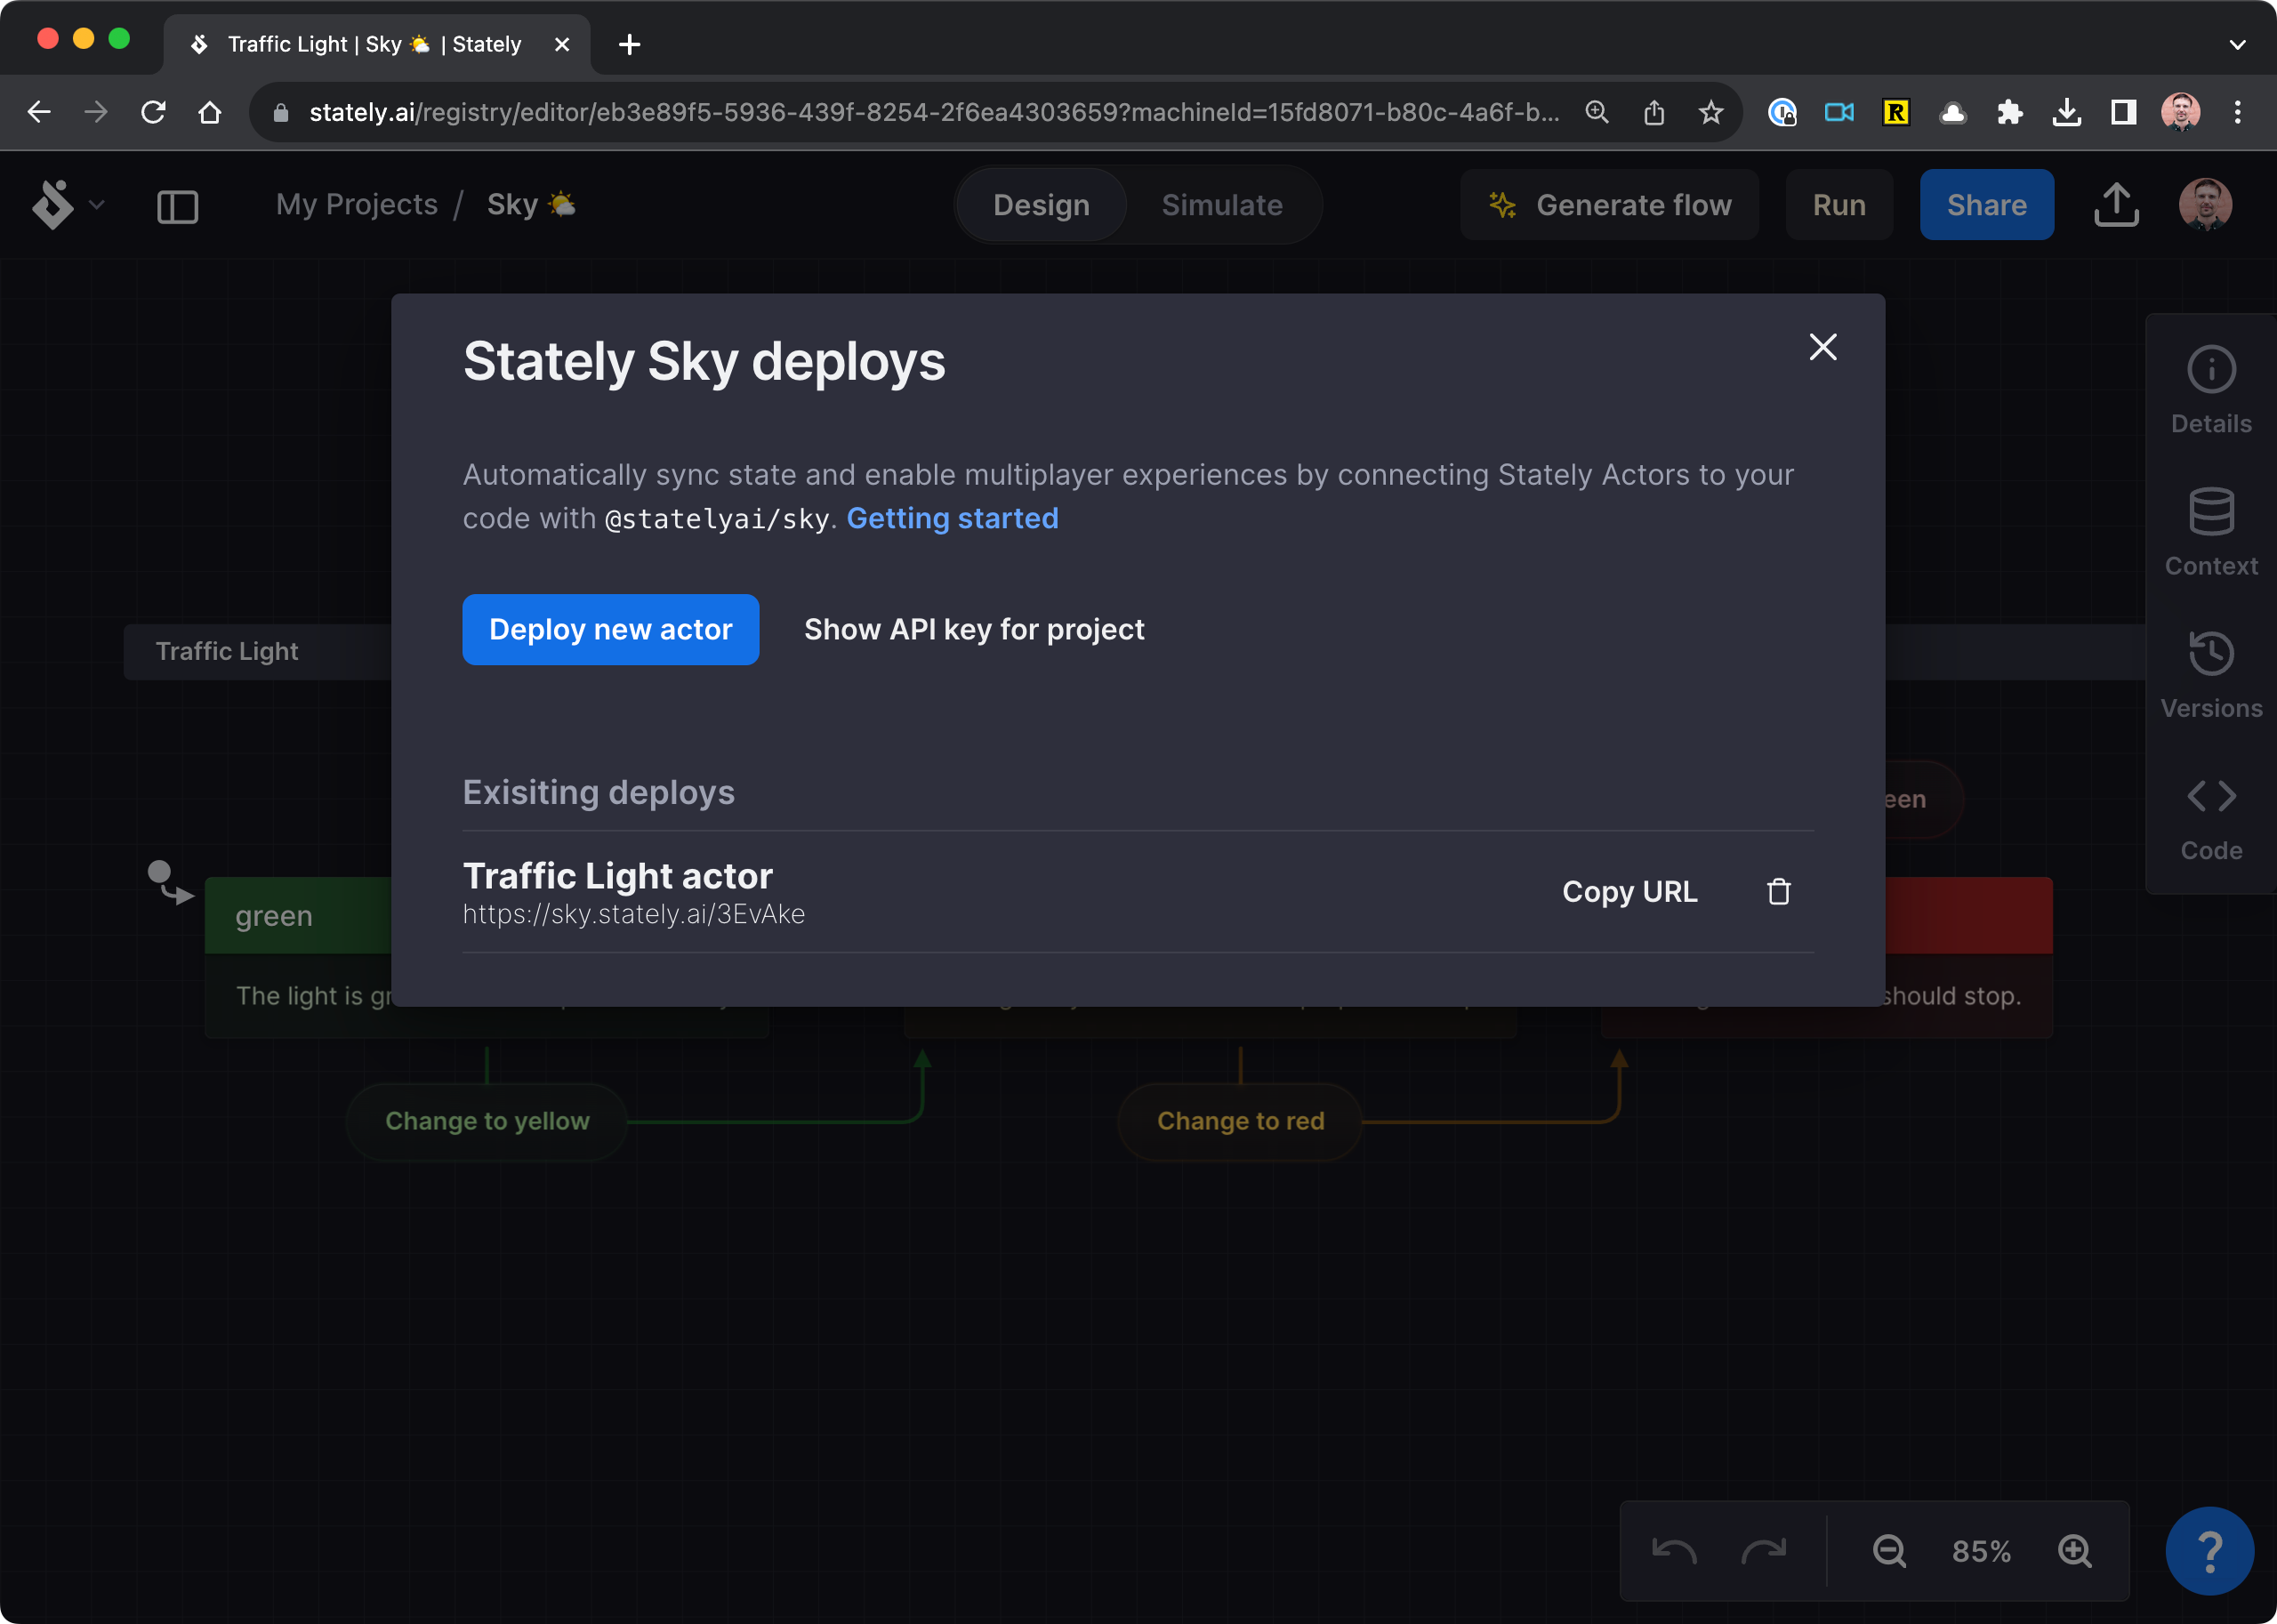 Traffic Light | Sky 🌤️ | Stately
stately.ai/registry/editor/eb3e89f5-5936-439f-8254-2f6ea4303659?machineId=15fd8071-b80c-4a6f-b...
My Projects / Sky 🌤️
Design
Simulate
Generate flow
Run
Share
Stately Sky deploys
Automatically sync state and enable multiplayer experiences by connecting Stately Actors to your
code with @statelyai/sky. Getting started
Deploy new actor
Show API key for project
Exisiting deploys
Traffic Light actor
https://sky.stately.ai/3EvAke
Copy URL
Details
Context
Versions
Code
Traffic Light
een
green
The light is gr
should stop.
Change to yellow
Change to red
85%
?